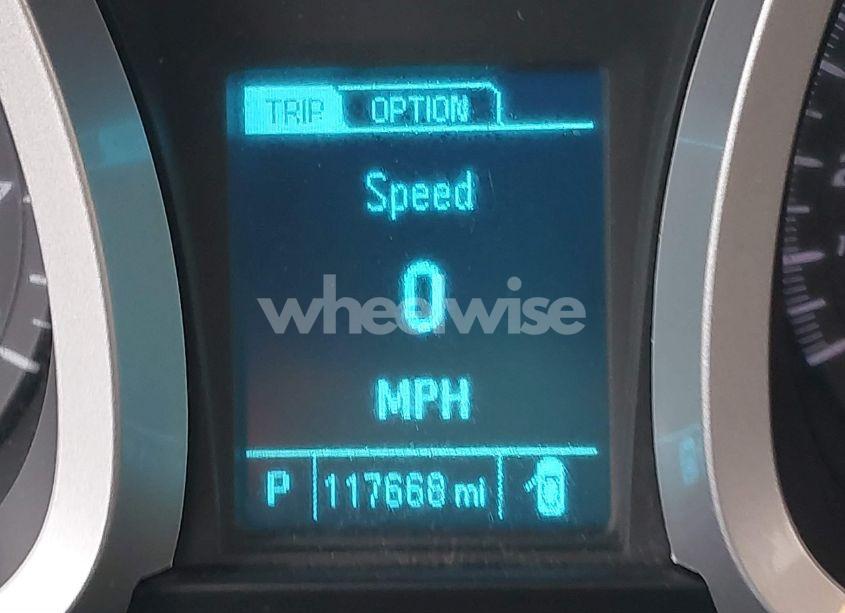 TRIP OPTION
Speed
0
wheelwise
MPH
P 117668 mi